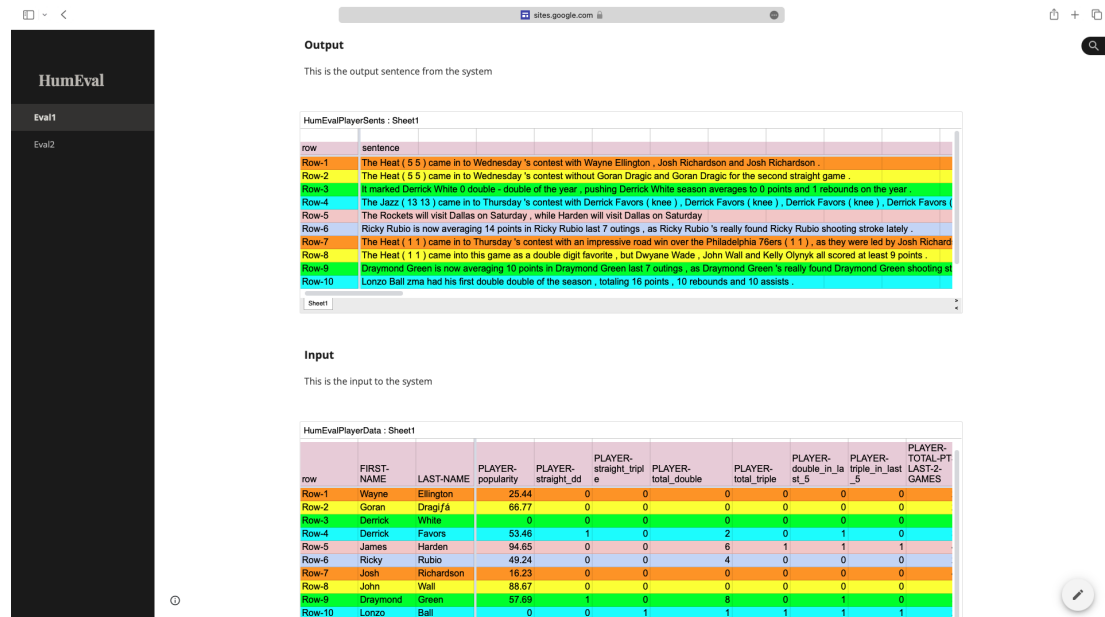 sites.google.com
HumEval
Eval1
Eval2
Output
This is the output sentence from the system
HumEvalPlayerSents : Sheet1
row sentence
Row-1 The Heat ( 5 5 ) came in to Wednesday 's contest with Wayne Ellington , Josh Richardson and Josh Richardson .
Row-2 The Heat ( 5 5 ) came in to Wednesday 's contest without Goran Dragic and Goran Dragic for the second straight game .
Row-3 It marked Derrick White 0 double - double of the year , pushing Derrick White season averages to 0 points and 1 rebounds on the year .
Row-4 The Jazz ( 13 13 ) came in to Thursday 's contest with Derrick Favors ( knee ) , Derrick Favors ( knee ) , Derrick Favors ( knee ) , Derrick Favors (
Row-5 The Rockets will visit Dallas on Saturday , while Harden will visit Dallas on Saturday
Row-6 Ricky Rubio is now averaging 14 points in Ricky Rubio last 7 outings , as Ricky Rubio 's really found Ricky Rubio shooting stroke lately .
Row-7 The Heat ( 1 1 ) came in to Thursday 's contest with an impressive road win over the Philadelphia 76ers ( 1 1 ) , as they were led by Josh Richard
Row-8 The Heat ( 1 1 ) came into this game as a double digit favorite , but Dwyane Wade , John Wall and Kelly Olynyk all scored at least 9 points .
Row-9 Draymond Green is now averaging 10 points in Draymond Green last 7 outings , as Draymond Green 's really found Draymond Green shooting st
Row-10 Lonzo Ball zma had his first double double of the season , totaling 16 points , 10 rebounds and 10 assists .
Sheet1
Input
This is the input to the system
HumEvalPlayerData : Sheet1
row FIRST-NAME LAST-NAME PLAYER-popularity PLAYER-straight_dd PLAYER-straight_triple PLAYER-total_double PLAYER-total_triple PLAYER-double_in_last_5 PLAYER-triple_in_last_5 PLAYER-TOTAL-PT LAST-2-GAMES
Row-1 Wayne Ellington 25.44 0 0 0 0 0 0
Row-2 Goran Dragiƒá 66.77 0 0 0 0 0 0
Row-3 Derrick White 0 0 0 0 0 0 0
Row-4 Derrick Favors 53.46 1 0 2 0 1 0
Row-5 James Harden 94.65 0 0 6 1 1 1
Row-6 Ricky Rubio 49.24 0 0 4 0 0 0
Row-7 Josh Richardson 16.23 0 0 0 0 0 0
Row-8 John Wall 88.67 0 0 0 0 0 0
Row-9 Draymond Green 57.69 1 0 8 0 1 0
Row-10 Lonzo Ball 0 0 1 1 1 1 1